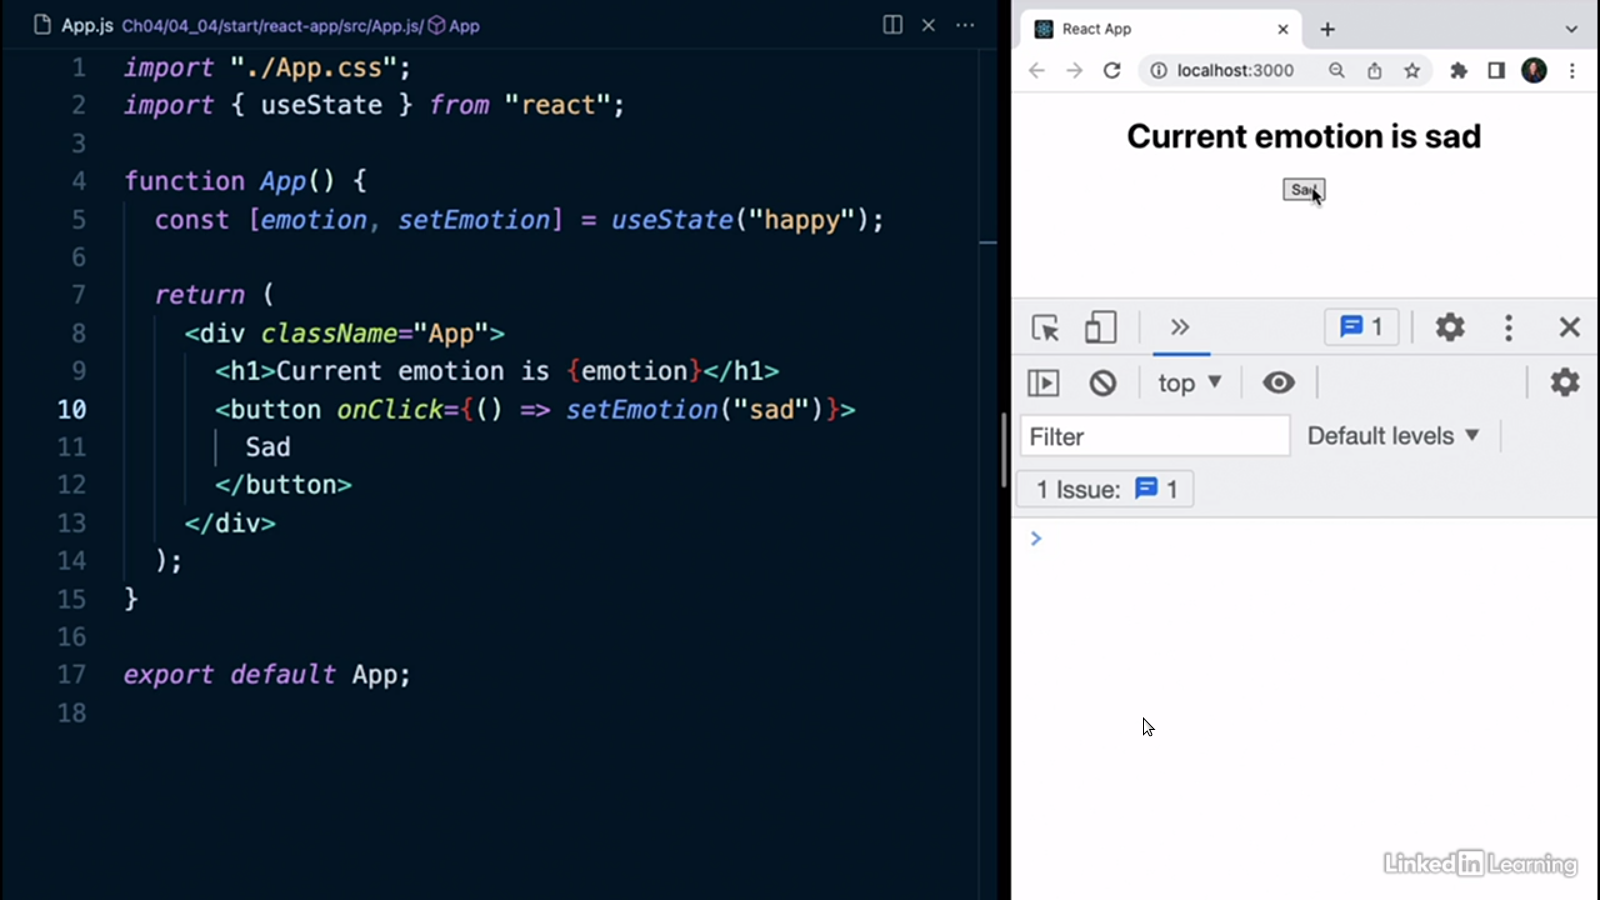 App.js Ch04/04_04/start/react-app/src/App.js/ App
1 import "./App.css";
2 import { useState } from "react";
3
4 function App() {
5 const [emotion, setEmotion] = useState("happy");
6
7 return (
8 <div className="App">
9 <h1>Current emotion is {emotion}</h1>
10 <button onClick={() => setEmotion("sad")}>
11 Sad
12 </button>
13 </div>
14 );
15 }
16
17 export default App;
18
React App
localhost:3000
Current emotion is sad
Sad
1
top
Filter
Default levels
1 Issue: 1
LinkedIn Learning